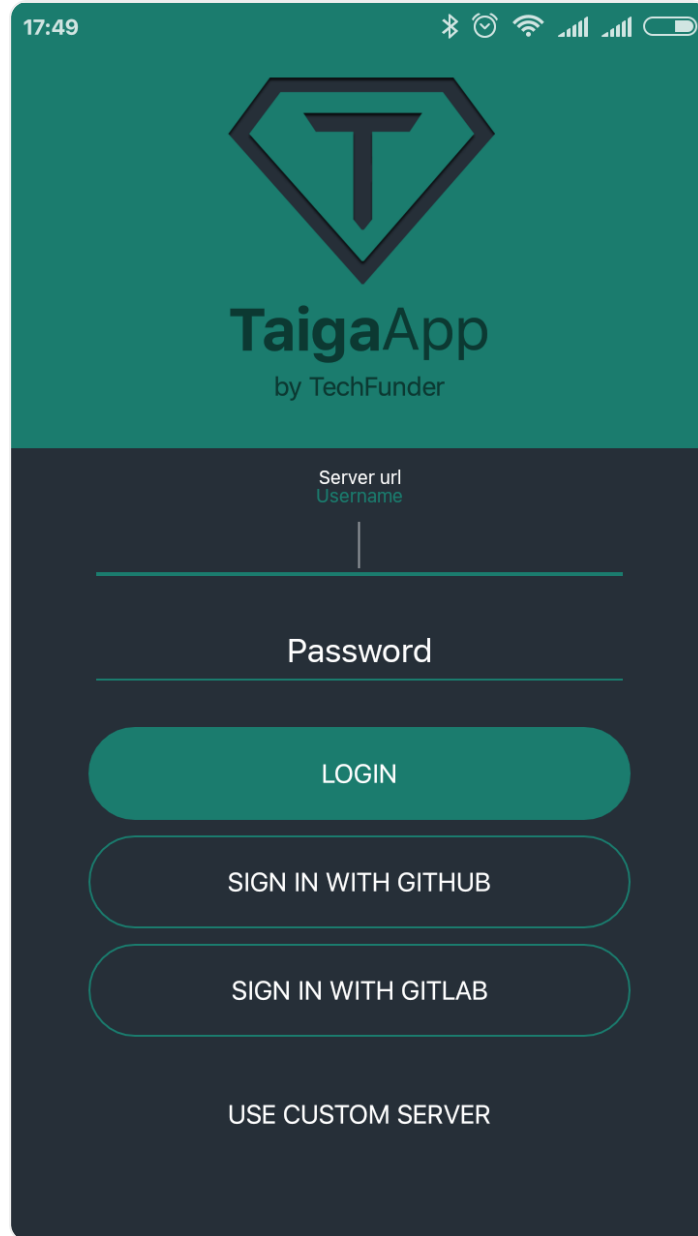 17:49
T
TaigaApp
by TechFunder
Server url
Username
Password
LOGIN
SIGN IN WITH GITHUB
SIGN IN WITH GITLAB
USE CUSTOM SERVER